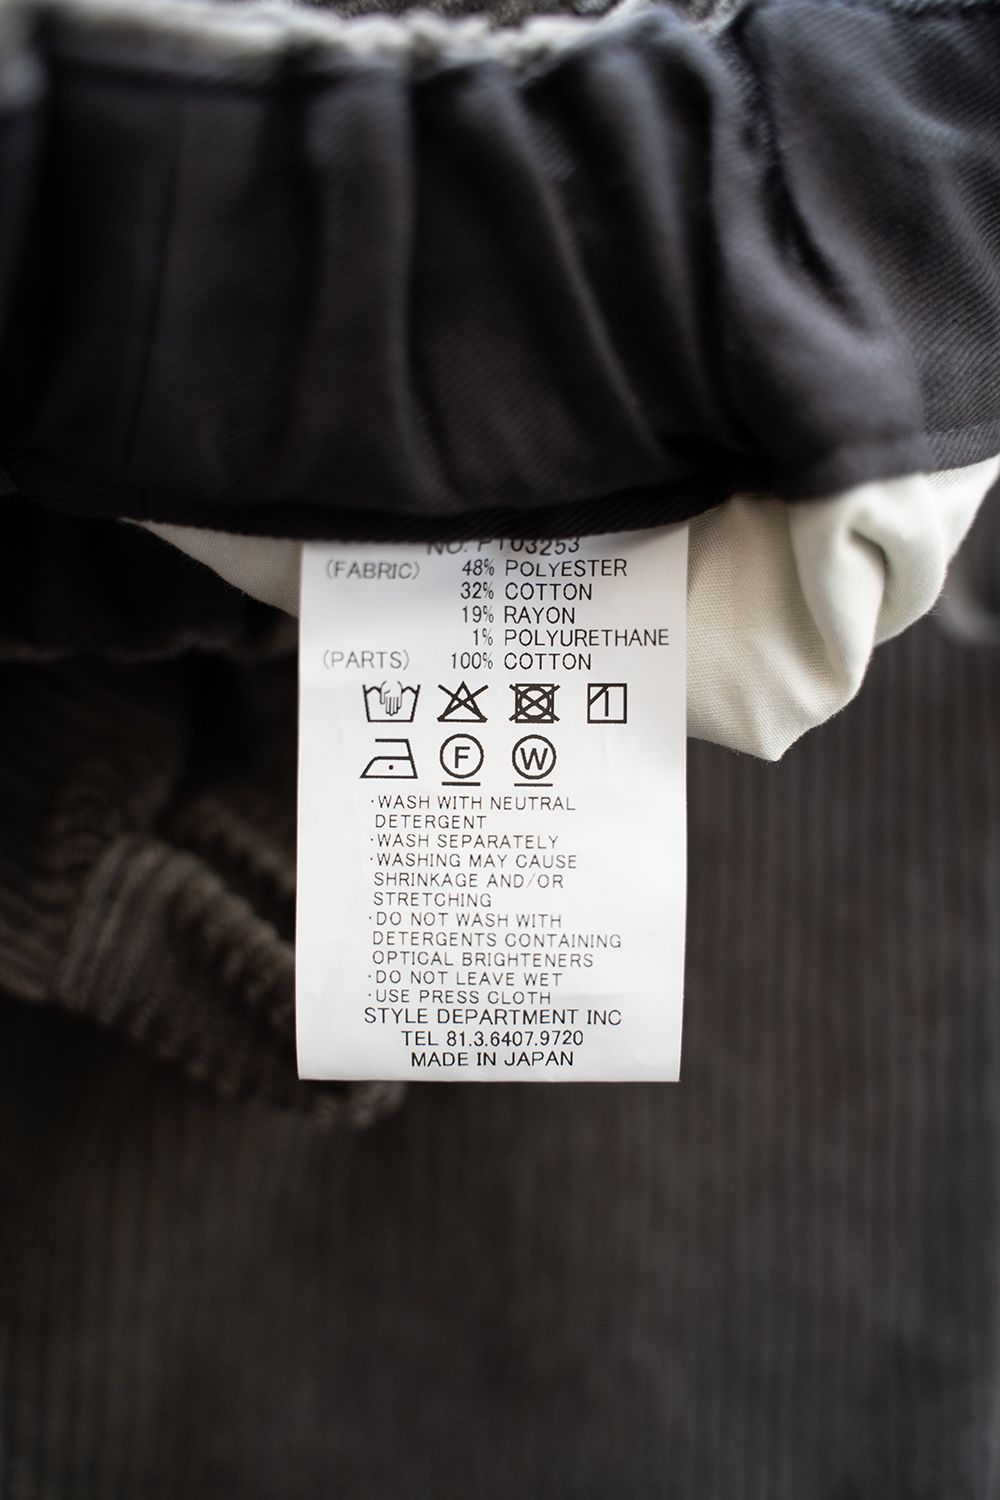 NO. PT03253
(FABRIC) 48% POLYESTER
32% COTTON
19% RAYON
1% POLYURETHANE
(PARTS) 100% COTTON
F W
·WASH WITH NEUTRAL
DETERGENT
·WASH SEPARATELY
·WASHING MAY CAUSE
SHRINKAGE AND/OR
STRETCHING
·DO NOT WASH WITH
DETERGENTS CONTAINING
OPTICAL BRIGHTENERS
·DO NOT LEAVE WET
·USE PRESS CLOTH
STYLE DEPARTMENT INC
TEL 81.3.6407.9720
MADE IN JAPAN